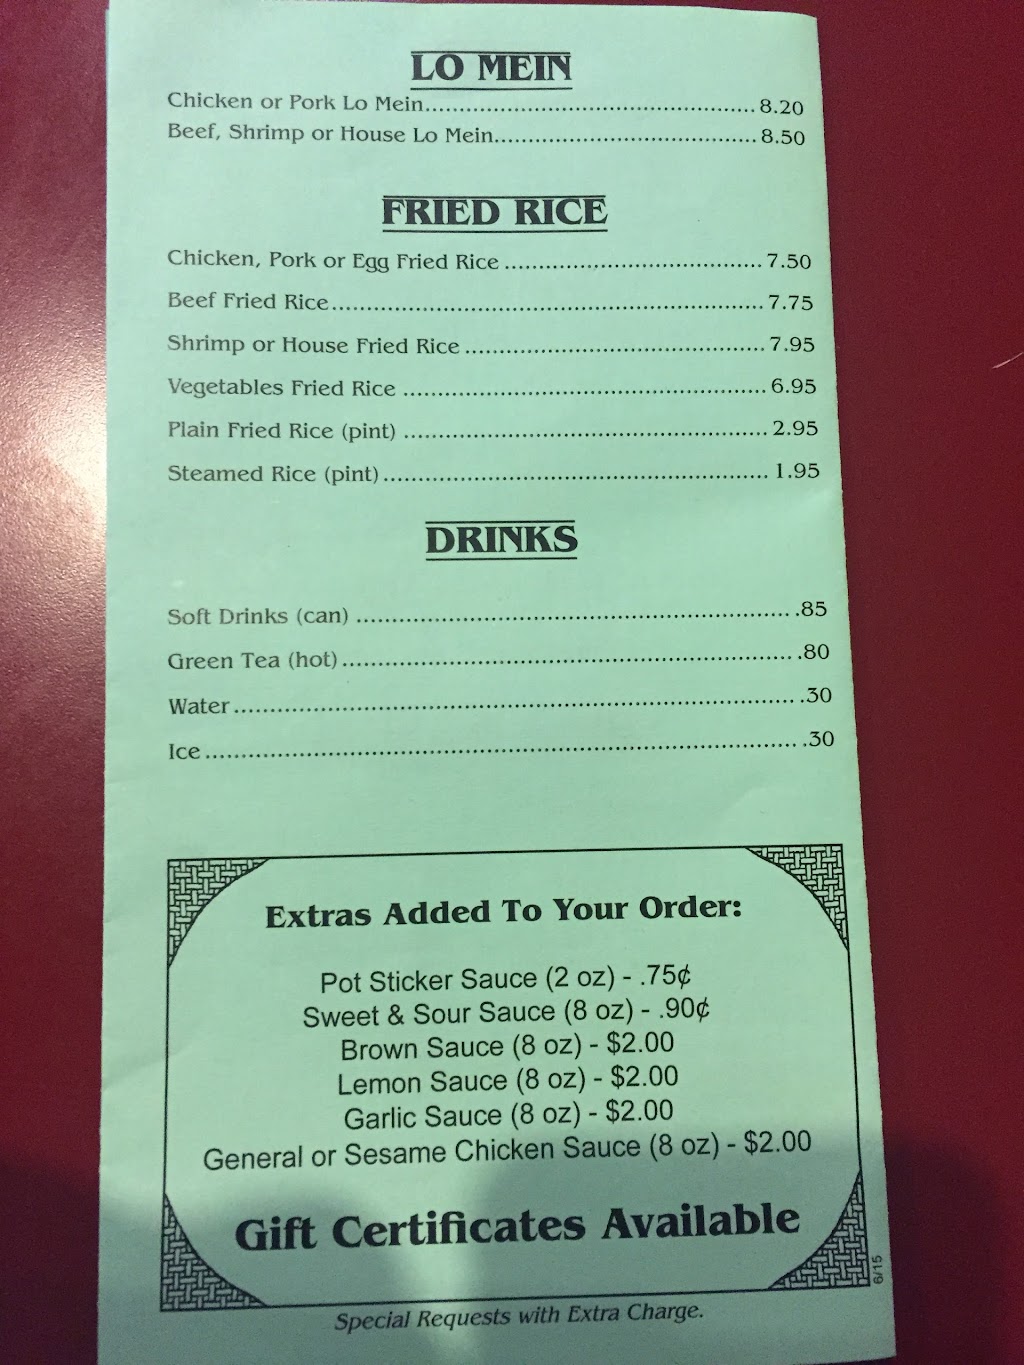 LO MEIN
Chicken or Pork Lo Mein.................................................8.20
Beef, Shrimp or House Lo Mein.......................................8.50
FRIED RICE
Chicken, Pork or Egg Fried Rice ......................................7.50
Beef Fried Rice................................................................7.75
Shrimp or House Fried Rice ............................................7.95
Vegetables Fried Rice ......................................................6.95
Plain Fried Rice (pint) ......................................................2.95
Steamed Rice (pint).........................................................1.95
DRINKS
Soft Drinks (can) .................................................................85
Green Tea (hot)...................................................................80
Water...................................................................................30
Ice.......................................................................................30
Extras Added To Your Order:
Pot Sticker Sauce (2 oz) - .75¢
Sweet & Sour Sauce (8 oz) - .90¢
Brown Sauce (8 oz) - $2.00
Lemon Sauce (8 oz) - $2.00
Garlic Sauce (8 oz) - $2.00
General or Sesame Chicken Sauce (8 oz) - $2.00
Gift Certificates Available
6/15
Special Requests with Extra Charge.